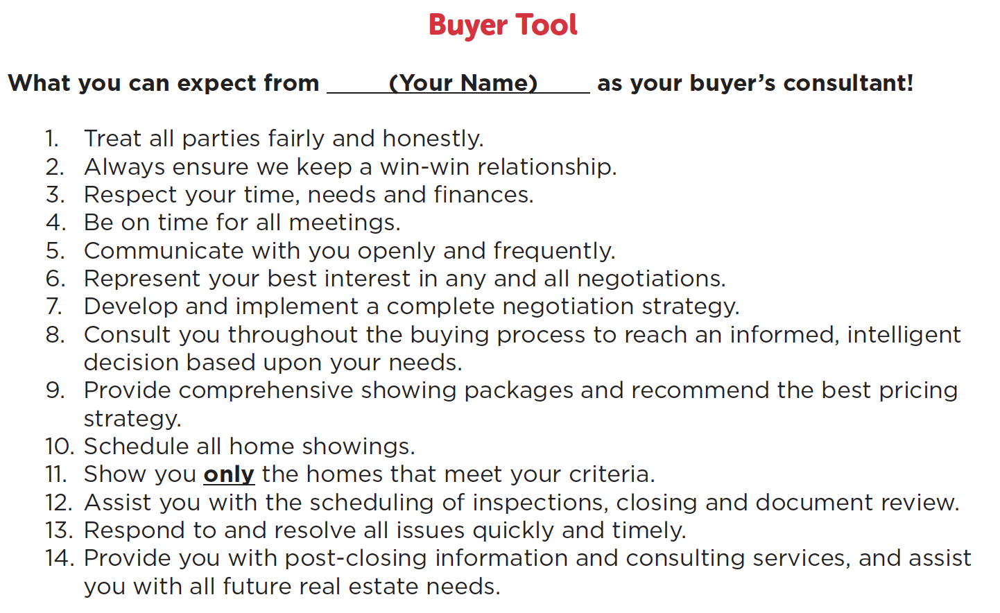 Buyer Tool
What you can expect from (Your Name) as your buyer’s consultant!
1. Treat all parties fairly and honestly.
2. Always ensure we keep a win-win relationship.
3. Respect your time, needs and finances.
4. Be on time for all meetings.
5. Communicate with you openly and frequently.
6. Represent your best interest in any and all negotiations.
7. Develop and implement a complete negotiation strategy.
8. Consult you throughout the buying process to reach an informed, intelligent
decision based upon your needs.
9. Provide comprehensive showing packages and recommend the best pricing
strategy.
10. Schedule all home showings.
11. Show you only the homes that meet your criteria.
12. Assist you with the scheduling of inspections, closing and document review.
13. Respond to and resolve all issues quickly and timely.
14. Provide you with post-closing information and consulting services, and assist
you with all future real estate needs.